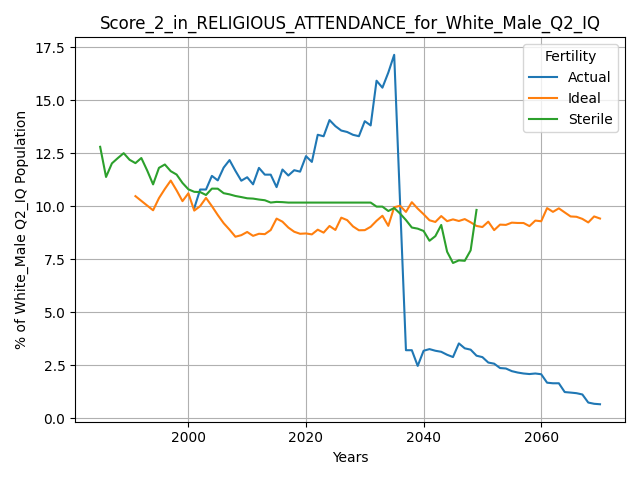 Score_2_in_RELIGIOUS_ATTENDANCE_for_White_Male_Q2_IQ
% of White_Male Q2_IQ Population
17.5
15.0
12.5
10.0
7.5
5.0
2.5
0.0
Fertility
Actual
Ideal
Sterile
2000
2020
2040
2060
Years